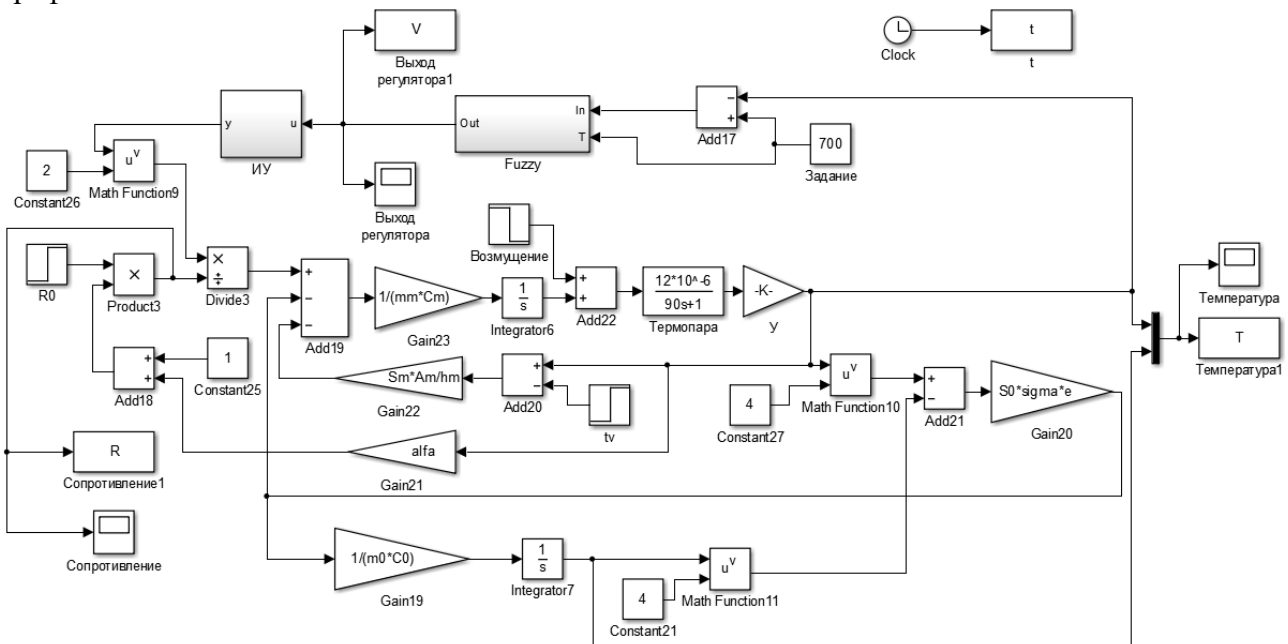 V
Выход
регулятора1
Clock
t
t
y
u
ИУ
Out
In
T
Fuzzy
−
+
Add17
700
Задание
2
Constant26
u^v
Math Function9
Выход
регулятора
R0
×
Product3
×
÷
Divide3
+
−
−
Add19
1/(mm*Cm)
Gain23
1
s
Integrator6
Возмущение
+
+
Add22
12*10^-6
90s+1
Термопара
-K-
У
Температура
T
Температура1
+
+
Add18
1
Constant25
Sm*Am/hm
Gain22
+
−
Add20
tv
4
Constant27
u^v
Math Function10
+
−
Add21
S0*sigma*e
Gain20
alfa
Gain21
R
Сопротивление1
Сопротивление
1/(m0*C0)
Gain19
1
s
Integrator7
4
Constant21
u^v
Math Function11